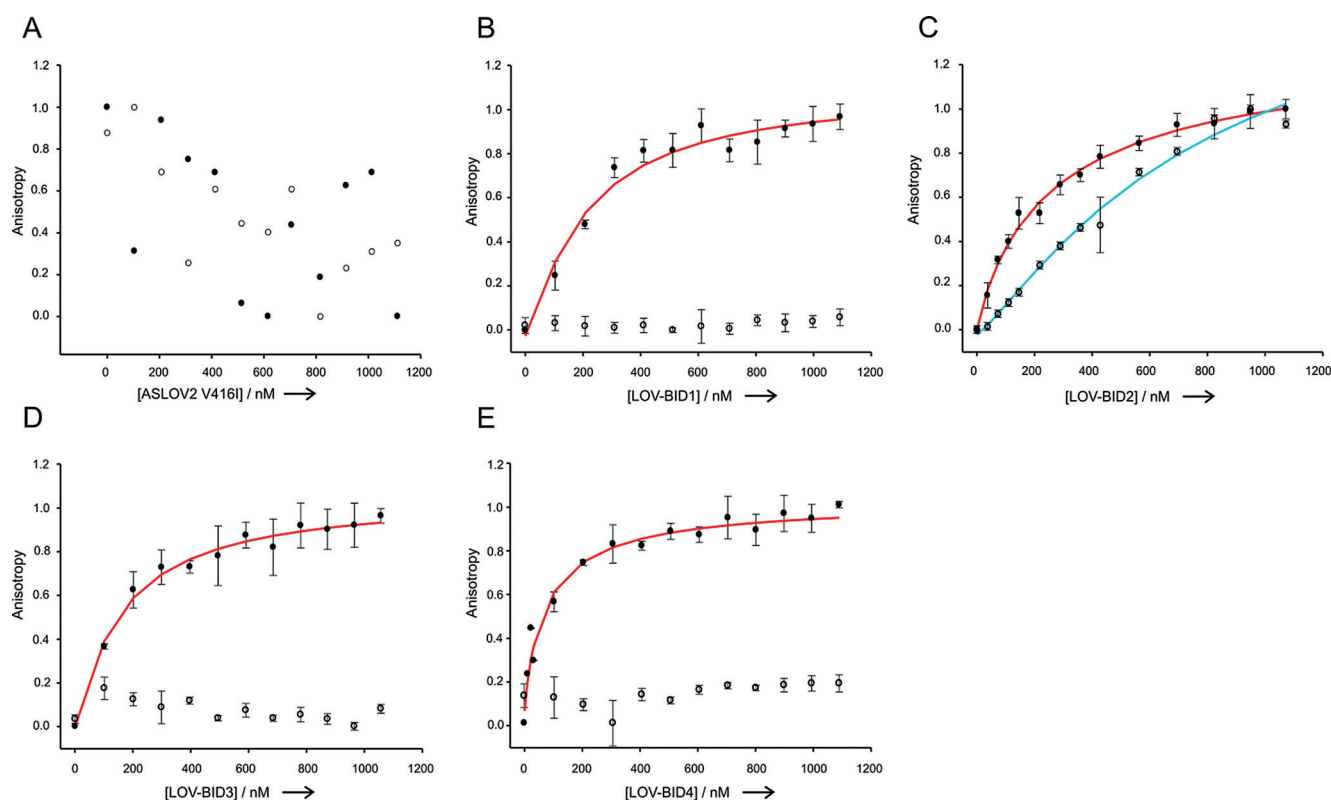 A
B
C
1.2
1.0
0.8
0.6
0.4
0.2
0.0
Anisotropy
0 200 400 600 800 1000 1200
[ASLOV2 V416I] / nM →
1.2
1.0
0.8
0.6
0.4
0.2
0.0
Anisotropy
0 200 400 600 800 1000 1200
[LOV-BID1] / nM →
1.2
1.0
0.8
0.6
0.4
0.2
0.0
Anisotropy
0 200 400 600 800 1000 1200
[LOV-BID2] / nM →
D
E
1.2
1.0
0.8
0.6
0.4
0.2
0.0
Anisotropy
0 200 400 600 800 1000 1200
[LOV-BID3] / nM →
1.2
1.0
0.8
0.6
0.4
0.2
0.0
Anisotropy
0 200 400 600 800 1000 1200
[LOV-BID4] / nM →